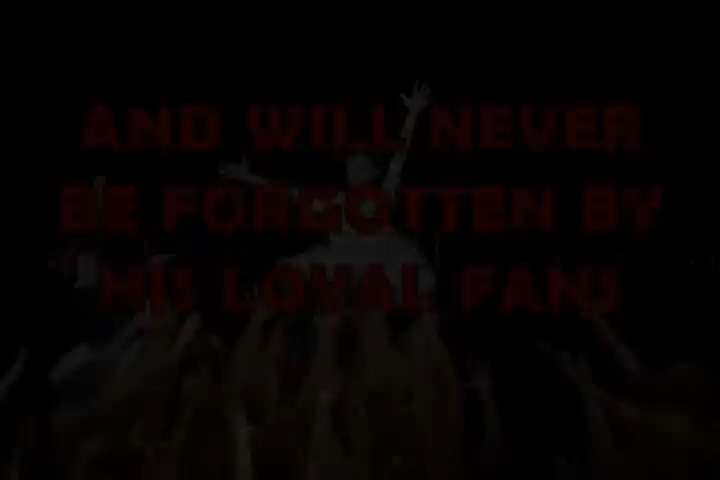 AND WILL NEVER
BE FORGOTTEN BY
HIS LOYAL FANS